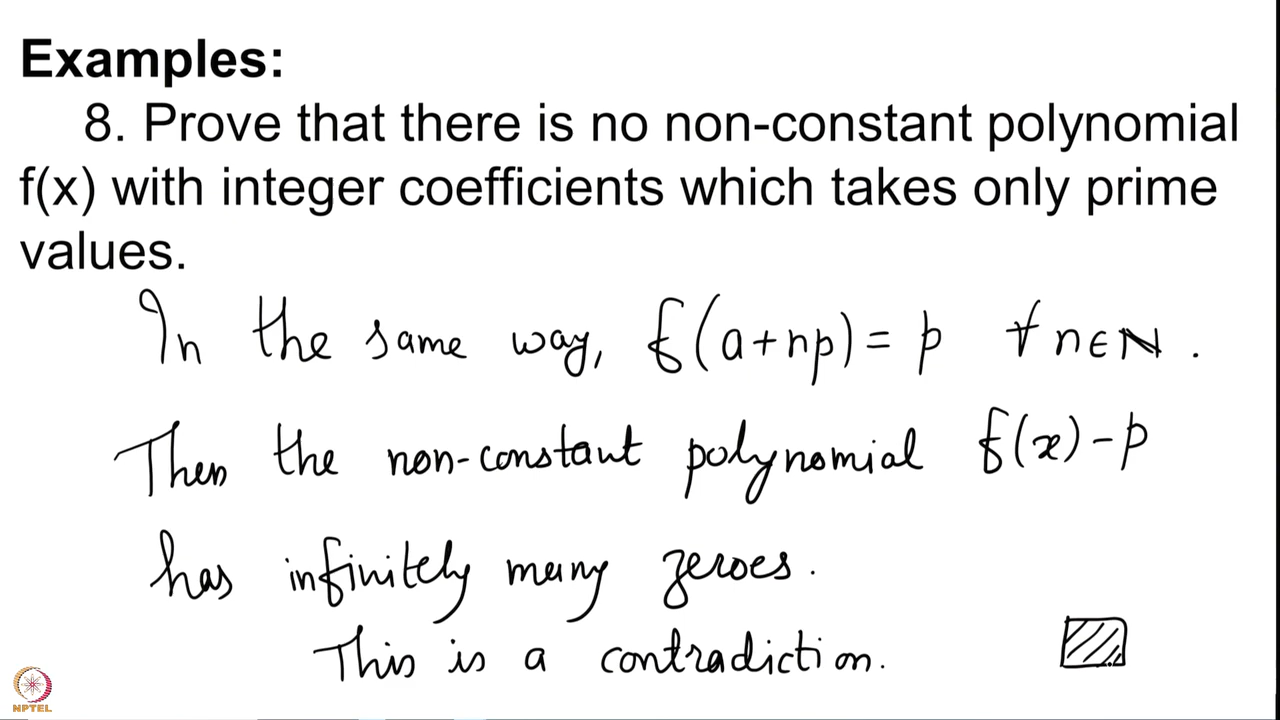 Examples:
8. Prove that there is no non-constant polynomial
f(x) with integer coefficients which takes only prime
values.
In the same way, f(a+np) = p ∀ n∈ℕ.
Then the non-constant polynomial f(x)-p
has infinitely many zeroes.
This is a contradiction.
NPTEL